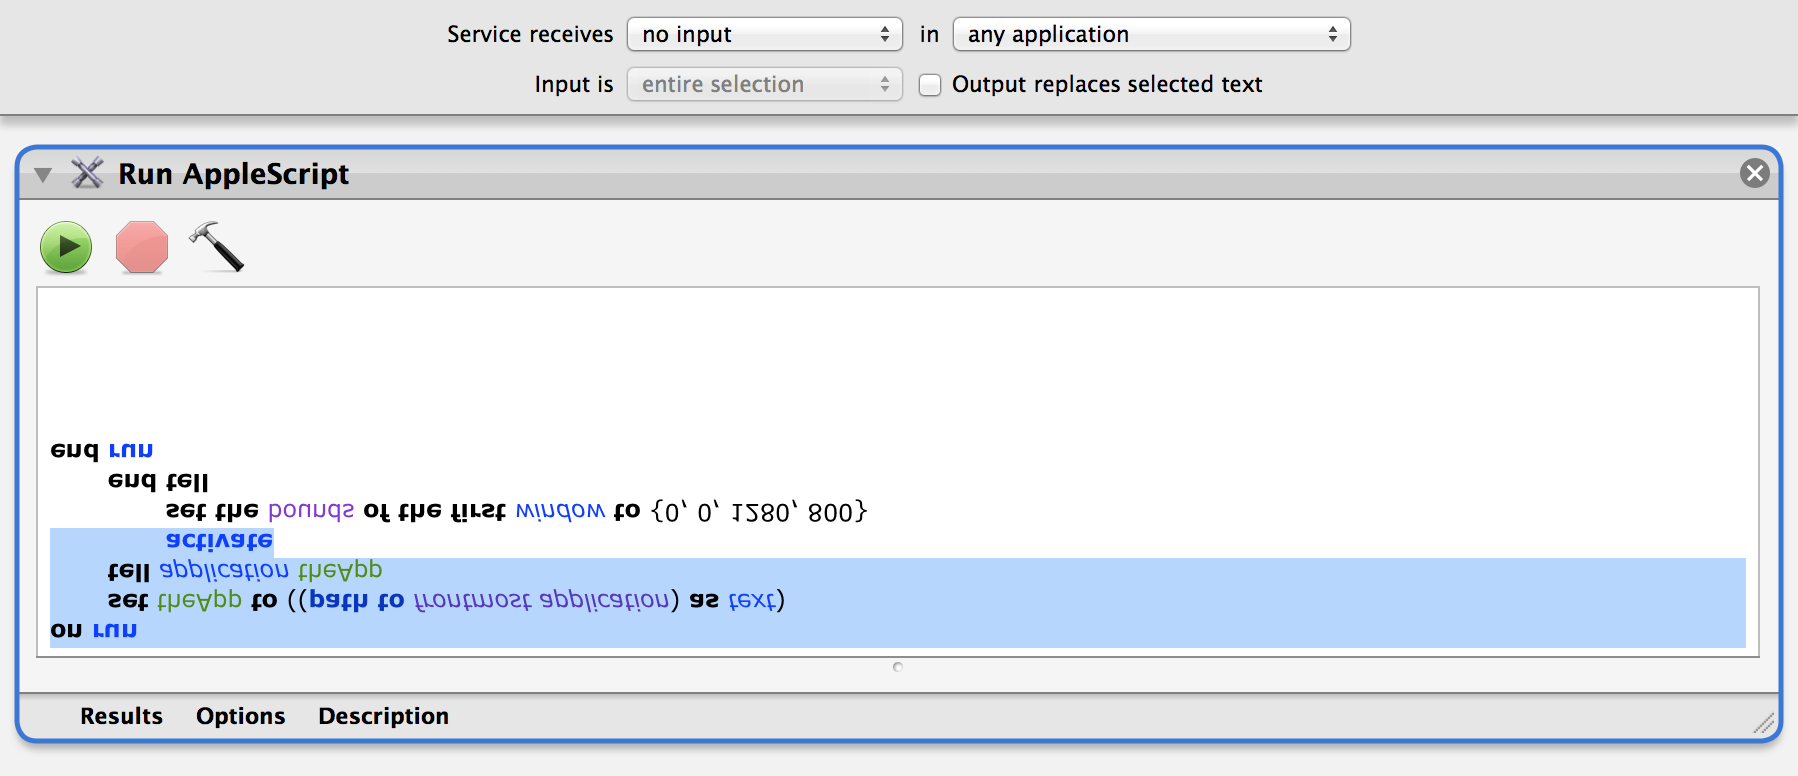 Service receives no input in any application
Input is entire selection Output replaces selected text
Run AppleScript
on run
set theApp to ((path to frontmost application) as text)
tell application theApp
activate
set the bounds of the first window to {0, 0, 1280, 800}
end tell
end run
Results Options Description